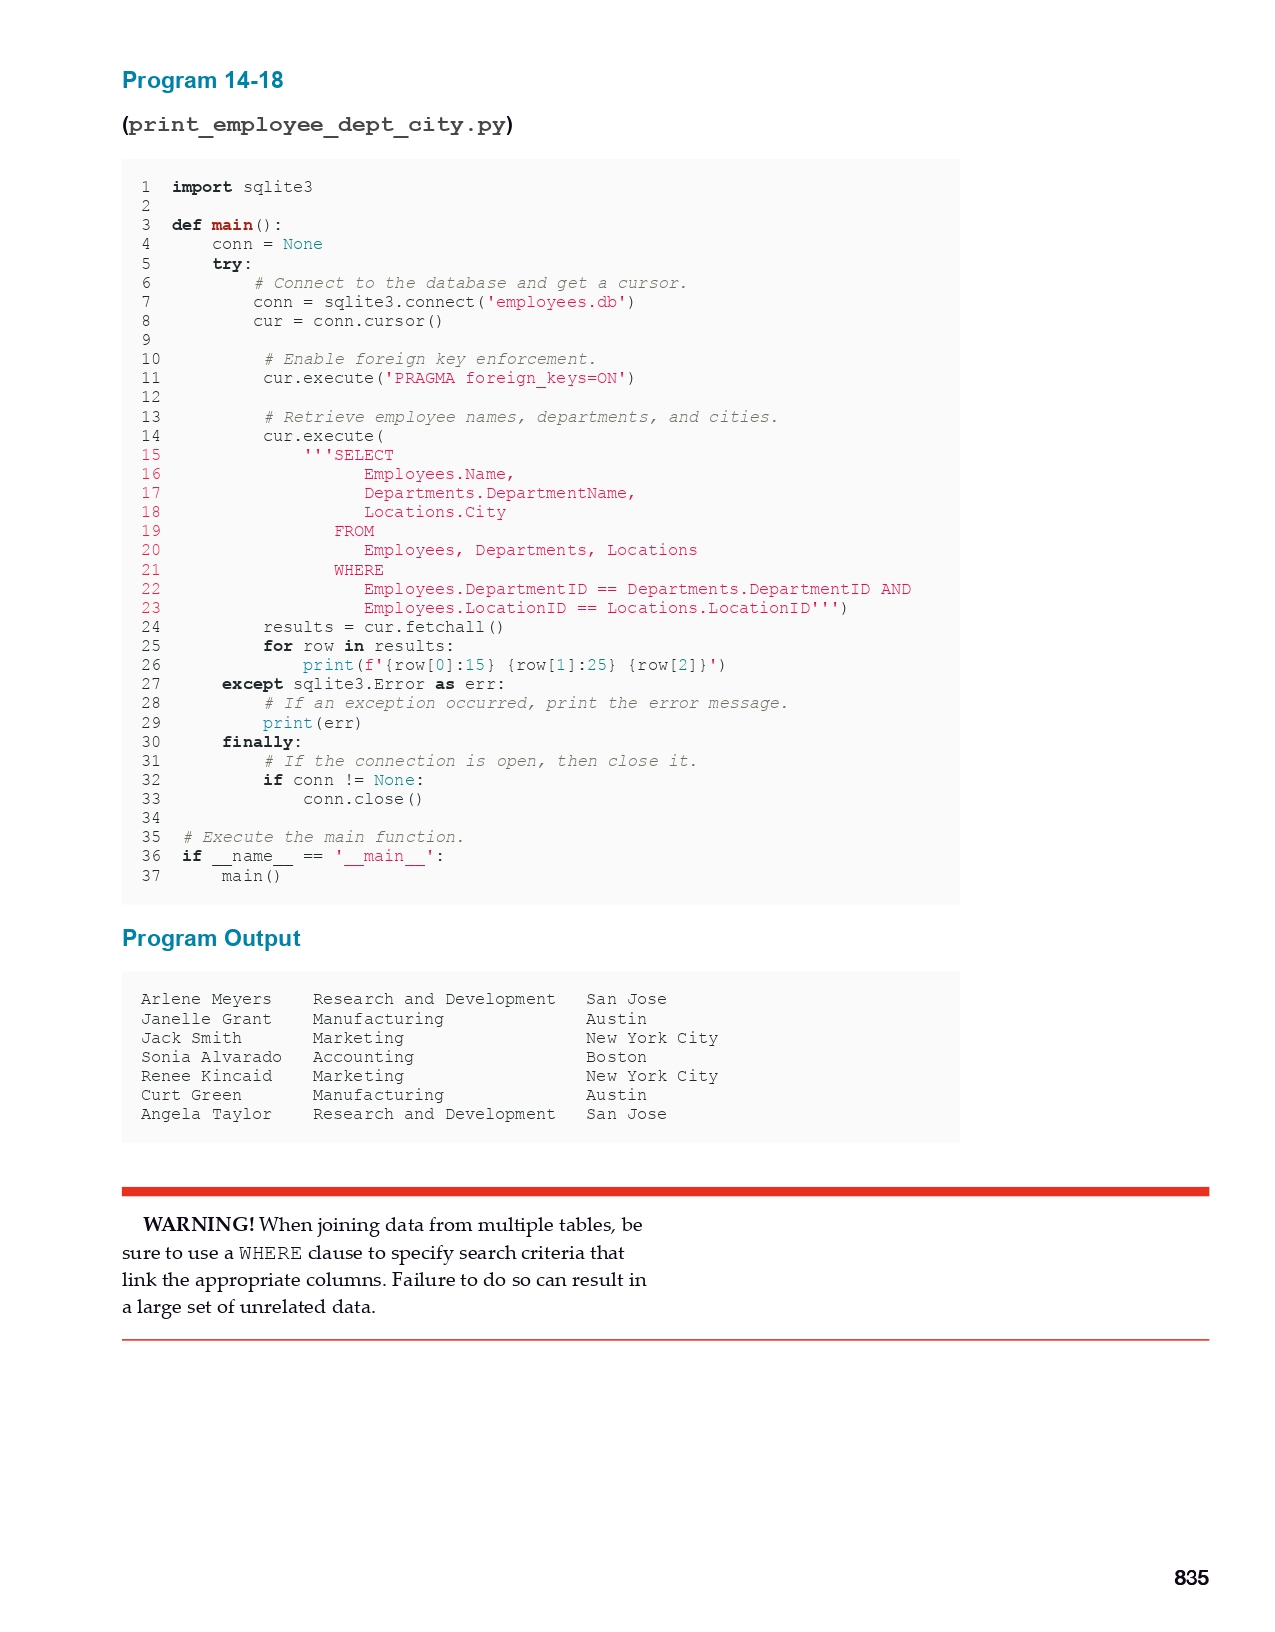 Program 14-18
(print_employee_dept_city.py)
1  import sqlite3
2
3  def main():
4      conn = None
5      try:
6          # Connect to the database and get a cursor.
7          conn = sqlite3.connect('employees.db')
8          cur = conn.cursor()
9
10          # Enable foreign key enforcement.
11          cur.execute('PRAGMA foreign_keys=ON')
12
13          # Retrieve employee names, departments, and cities.
14          cur.execute(
15              '''SELECT
16                    Employees.Name,
17                    Departments.DepartmentName,
18                    Locations.City
19                 FROM
20                    Employees, Departments, Locations
21                 WHERE
22                    Employees.DepartmentID == Departments.DepartmentID AND
23                    Employees.LocationID == Locations.LocationID''')
24          results = cur.fetchall()
25          for row in results:
26              print(f'{row[0]:15} {row[1]:25} {row[2]}')
27      except sqlite3.Error as err:
28          # If an exception occurred, print the error message.
29          print(err)
30      finally:
31          # If the connection is open, then close it.
32          if conn != None:
33              conn.close()
34
35  # Execute the main function.
36  if __name__ == '__main__':
37      main()
Program Output
Arlene Meyers    Research and Development   San Jose
Janelle Grant    Manufacturing              Austin
Jack Smith       Marketing                  New York City
Sonia Alvarado   Accounting                 Boston
Renee Kincaid    Marketing                  New York City
Curt Green       Manufacturing              Austin
Angela Taylor    Research and Development   San Jose
WARNING! When joining data from multiple tables, be
sure to use a WHERE clause to specify search criteria that
link the appropriate columns. Failure to do so can result in
a large set of unrelated data.
835